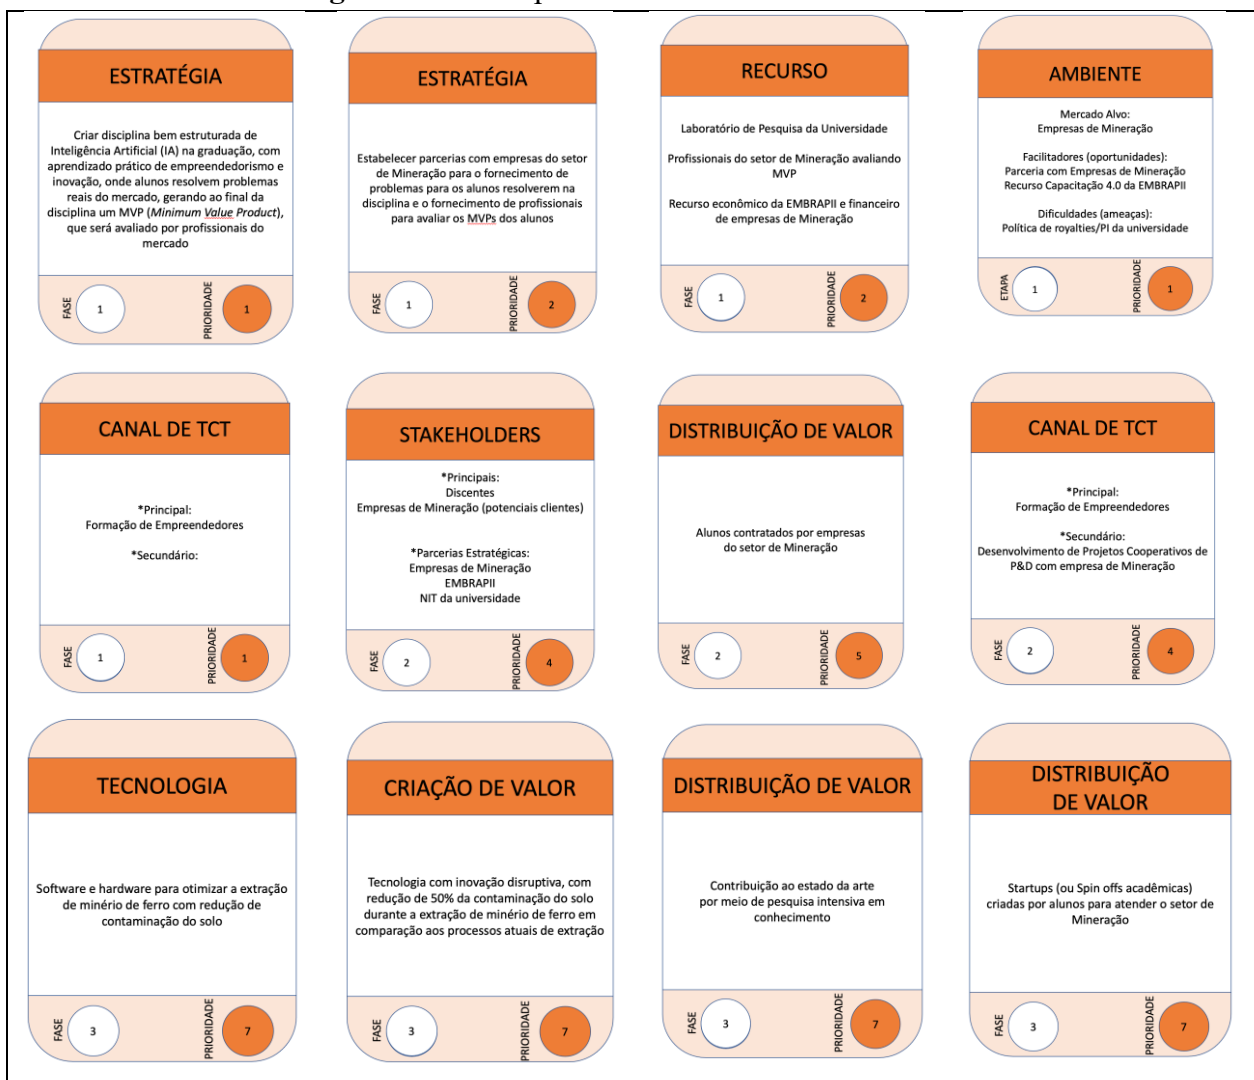 ESTRATÉGIA
Criar disciplina bem estruturada de
Inteligência Artificial (IA) na graduação, com
aprendizado prático de empreendedorismo e
inovação, onde alunos resolvem problemas
reais do mercado, gerando ao final da
disciplina um MVP (Minimum Value Product),
que será avaliado por profissionais do
mercado
FASE
1
PRIORIDADE
1
ESTRATÉGIA
Estabelecer parcerias com empresas do setor
de Mineração para o fornecimento de
problemas para os alunos resolverem na
disciplina e o fornecimento de profissionais
para avaliar os MVPs dos alunos
FASE
1
PRIORIDADE
2
RECURSO
Laboratório de Pesquisa da Universidade
Profissionais do setor de Mineração avaliando
MVP
Recurso econômico da EMBRAPII e financeiro
de empresas de Mineração
FASE
1
PRIORIDADE
2
AMBIENTE
Mercado Alvo:
Empresas de Mineração
Facilitadores (oportunidades):
Parceria com Empresas de Mineração
Recurso Capacitação 4.0 da EMBRAPII
Dificuldades (ameaças):
Política de royalties/PI da universidade
ETAPA
1
PRIORIDADE
1
CANAL DE TCT
*Principal:
Formação de Empreendedores
*Secundário:
FASE
1
PRIORIDADE
1
STAKEHOLDERS
*Principais:
Discentes
Empresas de Mineração (potenciais clientes)
*Parcerias Estratégicas:
Empresas de Mineração
EMBRAPII
NIT da universidade
FASE
2
PRIORIDADE
4
DISTRIBUIÇÃO DE VALOR
Alunos contratados por empresas
do setor de Mineração
FASE
2
PRIORIDADE
5
CANAL DE TCT
*Principal:
Formação de Empreendedores
*Secundário:
Desenvolvimento de Projetos Cooperativos de
P&D com empresa de Mineração
FASE
2
PRIORIDADE
4
TECNOLOGIA
Software e hardware para otimizar a extração
de minério de ferro com redução de
contaminação do solo
FASE
3
PRIORIDADE
7
CRIAÇÃO DE VALOR
Tecnologia com inovação disruptiva, com
redução de 50% da contaminação do solo
durante a extração de minério de ferro em
comparação aos processos atuais de extração
FASE
3
PRIORIDADE
7
DISTRIBUIÇÃO DE VALOR
Contribuição ao estado da arte
por meio de pesquisa intensiva em
conhecimento
FASE
3
PRIORIDADE
7
DISTRIBUIÇÃO
DE VALOR
Startups (ou Spin offs acadêmicas)
criadas por alunos para atender o setor de
Mineração
FASE
3
PRIORIDADE
7